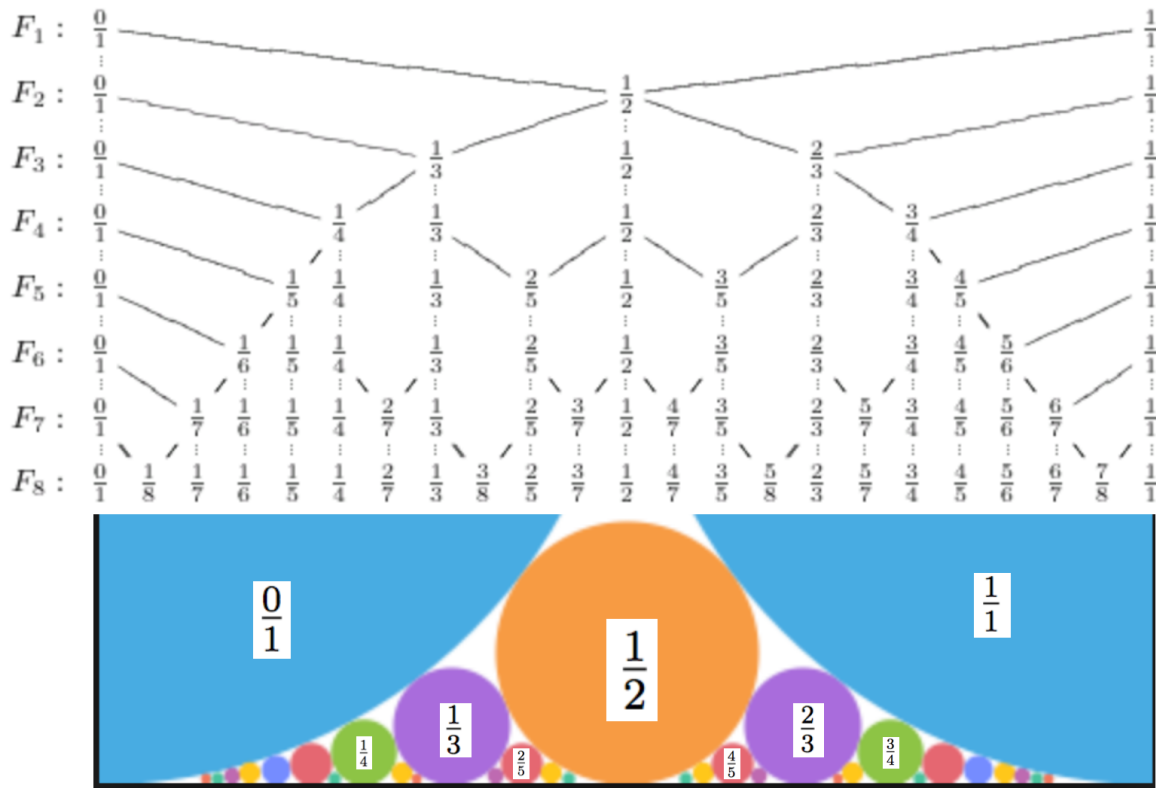 F₁ : 0/1 1/1
F₂ : 0/1 1/2 1/1
F₃ : 0/1 1/3 1/2 2/3 1/1
F₄ : 0/1 1/4 1/3 1/2 2/3 3/4 1/1
F₅ : 0/1 1/5 1/4 1/3 2/5 1/2 3/5 2/3 3/4 4/5 1/1
F₆ : 0/1 1/6 1/5 1/4 1/3 2/5 1/2 3/5 2/3 3/4 4/5 5/6 1/1
F₇ : 0/1 1/7 1/6 1/5 1/4 2/7 1/3 2/5 3/7 1/2 4/7 3/5 2/3 5/7 3/4 4/5 5/6 6/7 1/1
F₈ : 0/1 1/8 1/7 1/6 1/5 1/4 2/7 1/3 3/8 2/5 3/7 1/2 4/7 3/5 5/8 2/3 5/7 3/4 4/5 5/6 6/7 7/8 1/1
0/1 1/2 1/1
1/4 1/3 2/5 4/5 2/3 3/4